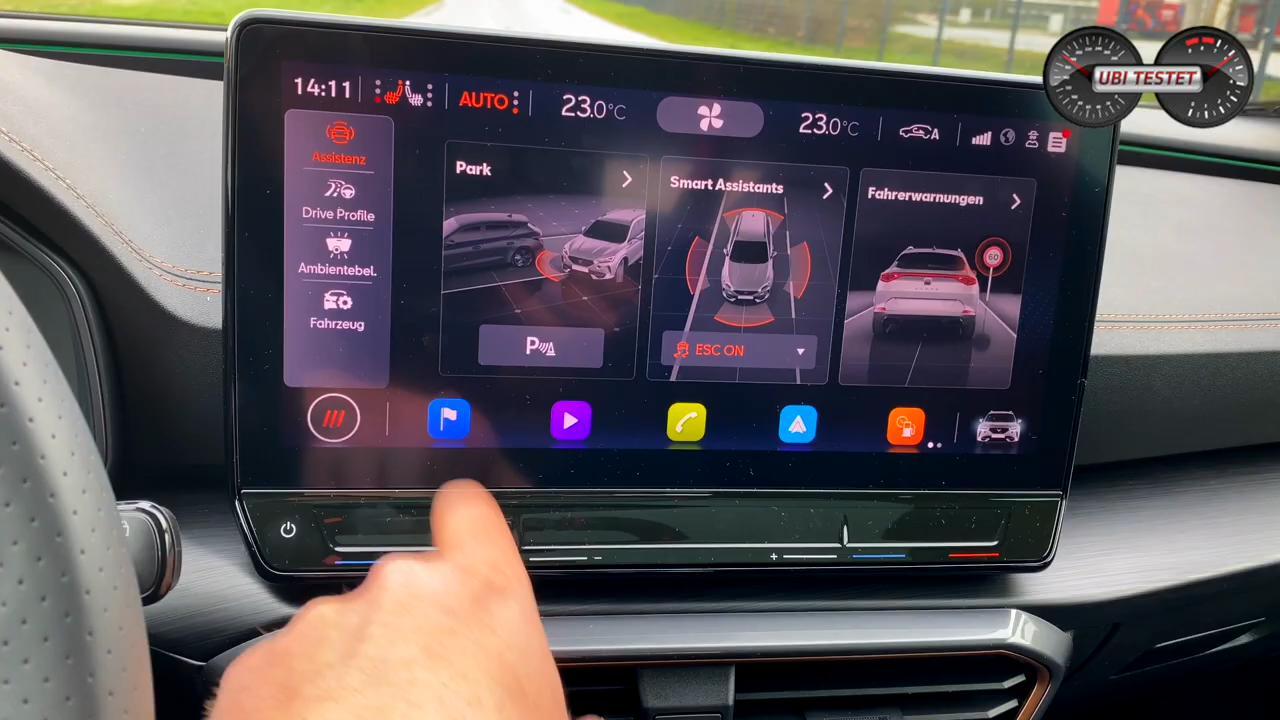 UBI TESTET
14:11
AUTO
23.0°C
23.0°C
A
Assistenz
Drive Profile
Ambientebel.
Fahrzeug
Park
Smart Assistants
Fahrerwarnungen
60
P
ESC ON
- +